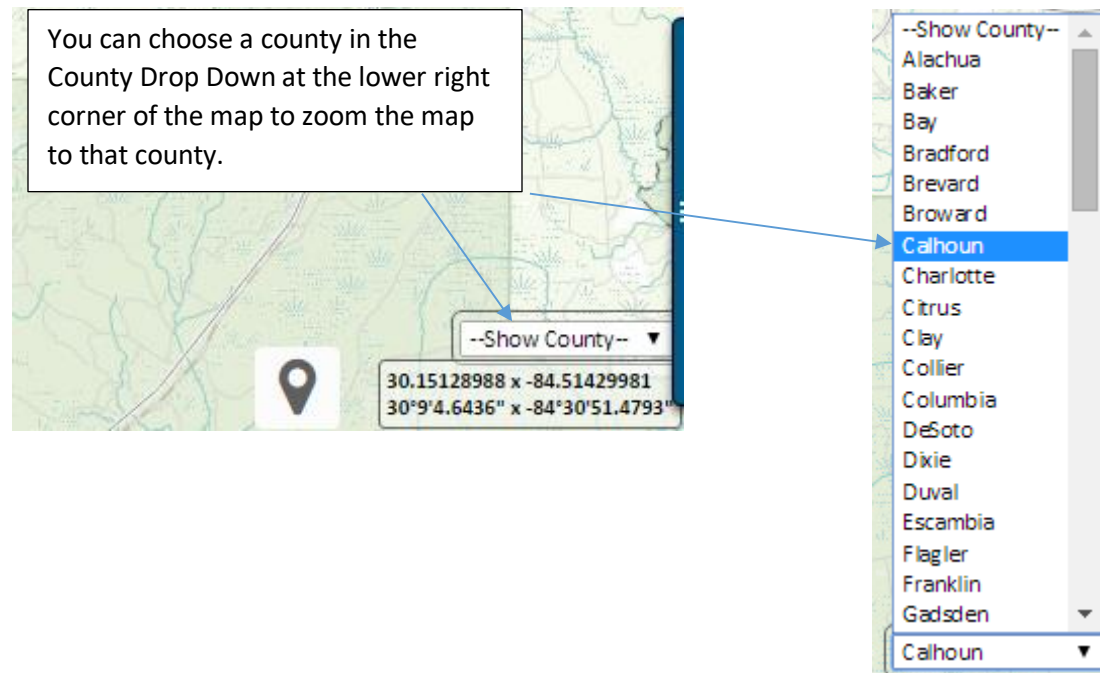 You can choose a county in the
County Drop Down at the lower right
corner of the map to zoom the map
to that county.
--Show County--
30.15128988 x -84.51429981
30°9'4.6436" x -84°30'51.4793"
--Show County--
Alachua
Baker
Bay
Bradford
Brevard
Broward
Calhoun
Charlotte
Citrus
Clay
Collier
Columbia
DeSoto
Dixie
Duval
Escambia
Flagler
Franklin
Gadsden
Calhoun